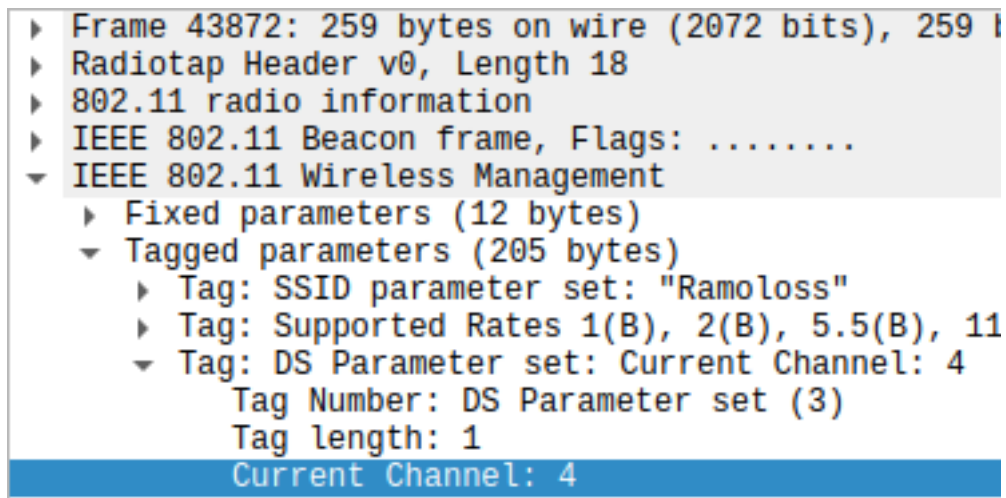 Frame 43872: 259 bytes on wire (2072 bits), 259
Radiotap Header v0, Length 18
802.11 radio information
IEEE 802.11 Beacon frame, Flags: ........
IEEE 802.11 Wireless Management
Fixed parameters (12 bytes)
Tagged parameters (205 bytes)
Tag: SSID parameter set: "Ramoloss"
Tag: Supported Rates 1(B), 2(B), 5.5(B), 11
Tag: DS Parameter set: Current Channel: 4
Tag Number: DS Parameter set (3)
Tag length: 1
Current Channel: 4